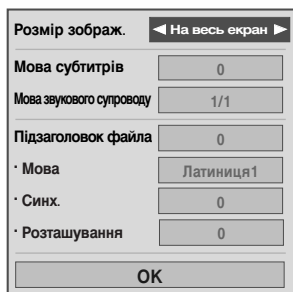 Розмір зображ. ◀ На весь екран ▶
Мова субтитрів 0
Мова звукового супроводу 1/1
Підзаголовок файла 0
· Мова Латиниця1
· Синх. 0
· Розташування 0
ОК